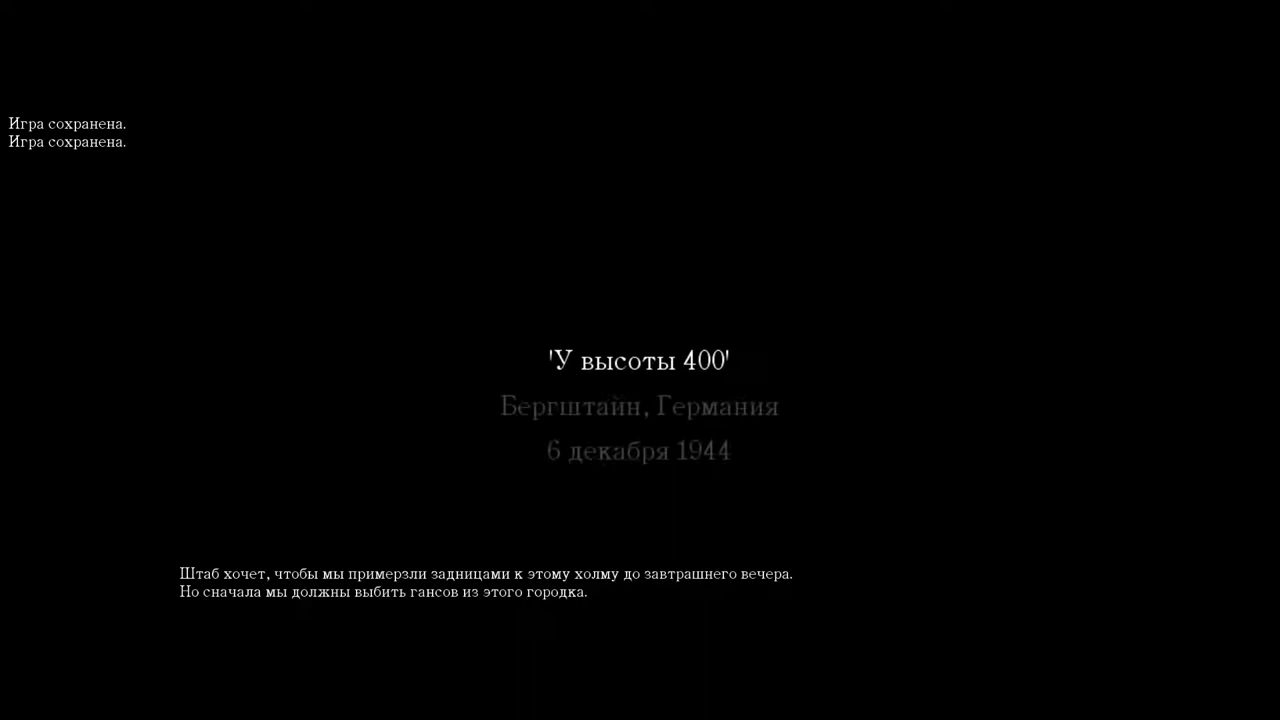 Игра сохранена.
Игра сохранена.
'У высоты 400'
Бергштайн, Германия
6 декабря 1944
Штаб хочет, чтобы мы примерзли задницами к этому холму до завтрашнего вечера.
Но сначала мы должны выбить гансов из этого городка.